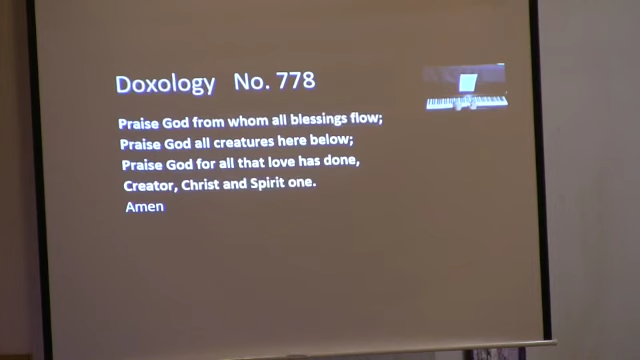 Doxology No. 778
Praise God from whom all blessings flow;
Praise God all creatures here below;
Praise God for all that love has done,
Creator, Christ and Spirit one.
Amen